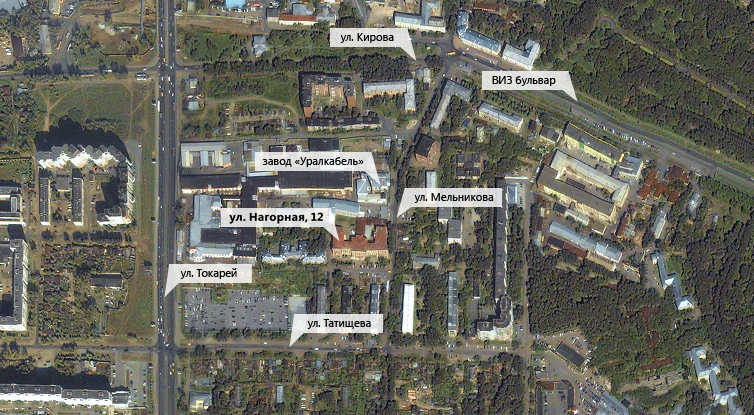 ул. Кирова
ВИЗ бульвар
завод «Уралкабель»
ул. Мельникова
ул. Нагорная, 12
ул. Токарей
ул. Татищева